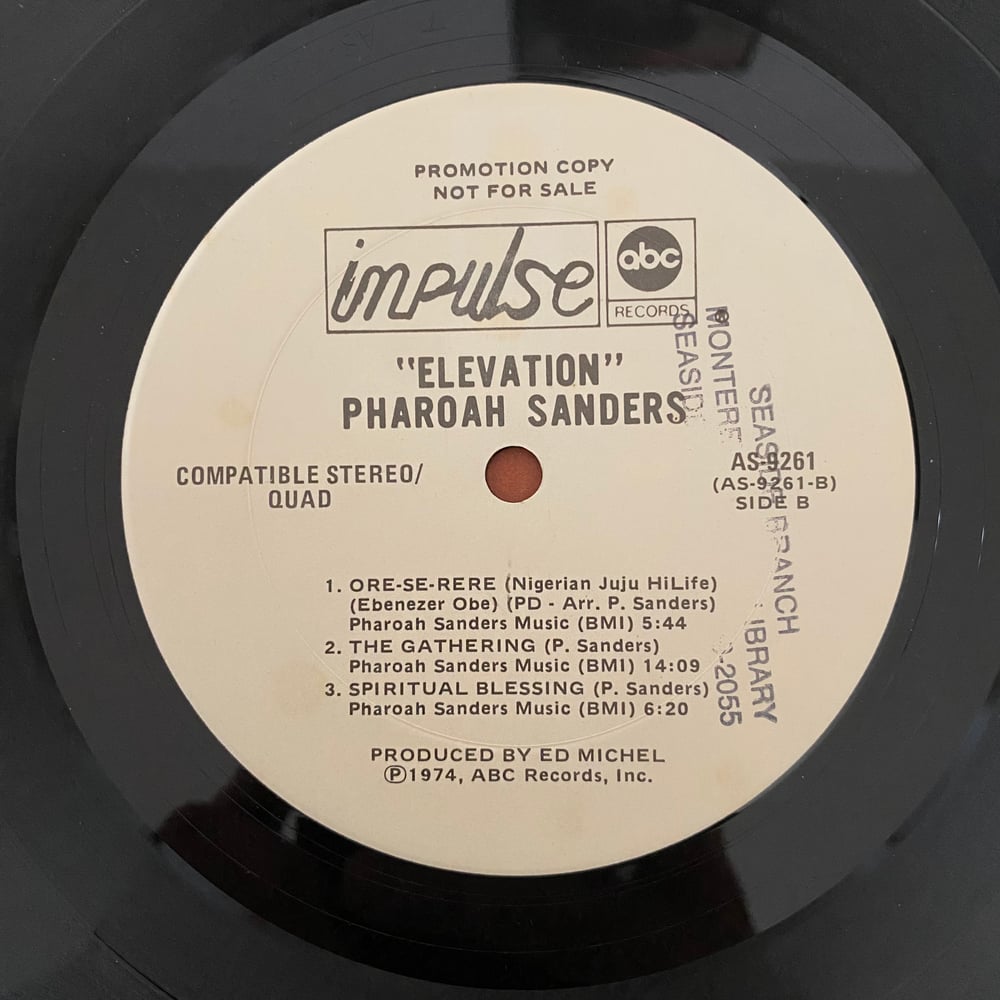 PROMOTION COPY
NOT FOR SALE
impulse
abc
RECORDS
"ELEVATION"
PHAROAH SANDERS
COMPATIBLE STEREO/
QUAD
AS-9261
(AS-9261-B)
SIDE B
1. ORE-SE-RERE (Nigerian Juju HiLife)
(Ebenezer Obe) (PD - Arr. P. Sanders)
Pharoah Sanders Music (BMI) 5:44
2. THE GATHERING (P. Sanders)
Pharoah Sanders Music (BMI) 14:09
3. SPIRITUAL BLESSING (P. Sanders)
Pharoah Sanders Music (BMI) 6:20
PRODUCED BY ED MICHEL
Ⓟ1974, ABC Records, Inc.
SEASIDE BRANCH